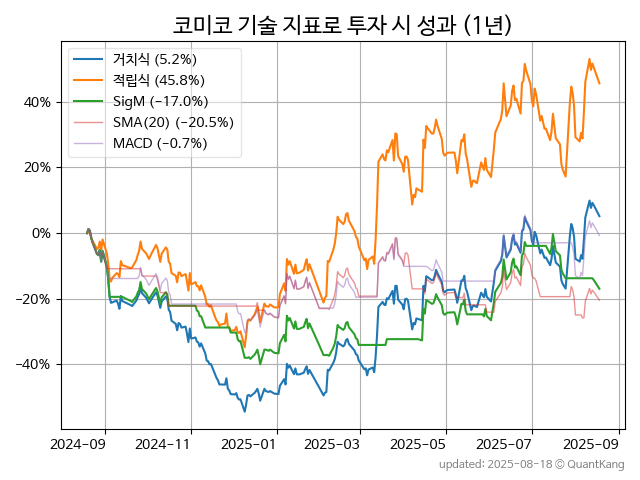 코미코 기술 지표로 투자 시 성과 (1년)
거치식 (5.2%)
적립식 (45.8%)
SigM (−17.0%)
SMA(20) (−20.5%)
MACD (−0.7%)
40%
20%
0%
−20%
−40%
2024-09 2024-11 2025-01 2025-03 2025-05 2025-07 2025-09
updated: 2025-08-18 © QuantKang